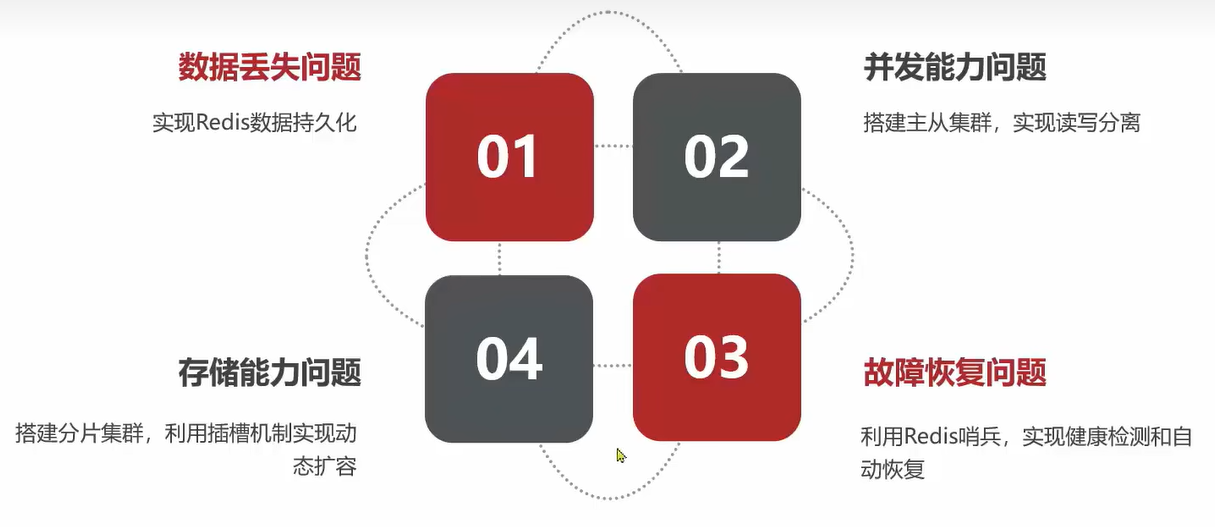 数据丢失问题
实现Redis数据持久化
01
02
并发能力问题
搭建主从集群，实现读写分离
存储能力问题
搭建分片集群，利用插槽机制实现动
态扩容
04
03
故障恢复问题
利用Redis哨兵，实现健康检测和自
动恢复